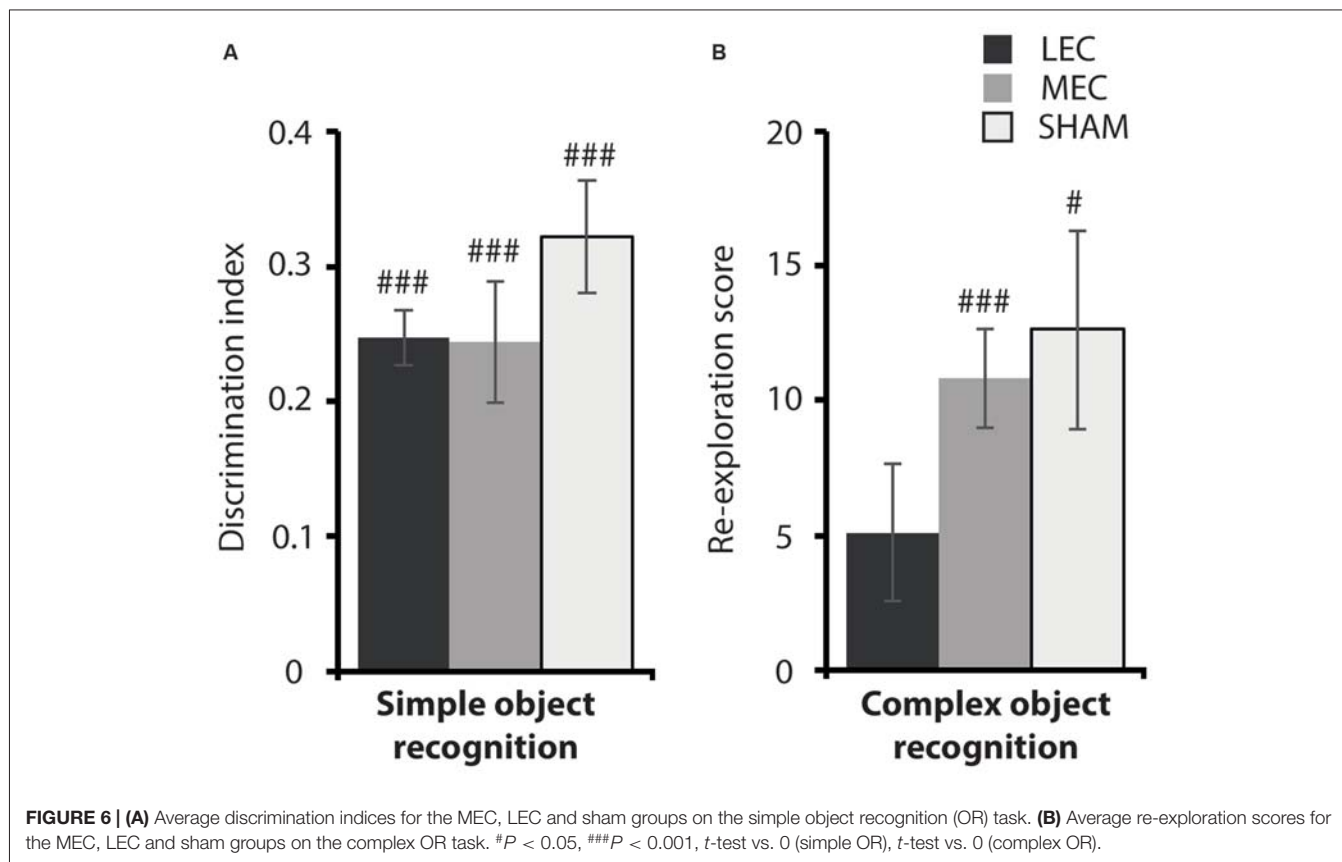 A
B
LEC
MEC
SHAM
0.4
0.3
0.2
0.1
0
Discrimination index
###
###
###
Simple object
recognition
20
15
10
5
0
Re-exploration score
###
#
Complex object
recognition
FIGURE 6 | (A) Average discrimination indices for the MEC, LEC and sham groups on the simple object recognition (OR) task. (B) Average re-exploration scores for
the MEC, LEC and sham groups on the complex OR task. #P < 0.05, ###P < 0.001, t-test vs. 0 (simple OR), t-test vs. 0 (complex OR).